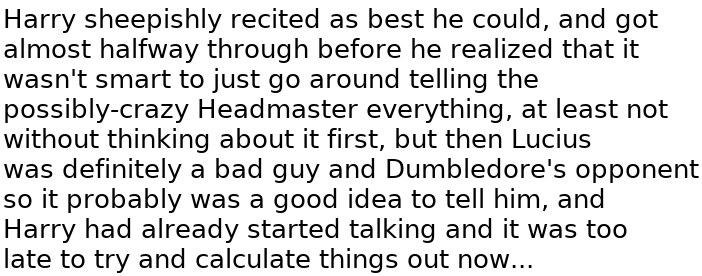 Harry sheepishly recited as best he could, and got
almost halfway through before he realized that it
wasn't smart to just go around telling the
possibly-crazy Headmaster everything, at least not
without thinking about it first, but then Lucius
was definitely a bad guy and Dumbledore's opponent
so it probably was a good idea to tell him, and
Harry had already started talking and it was too
late to try and calculate things out now...